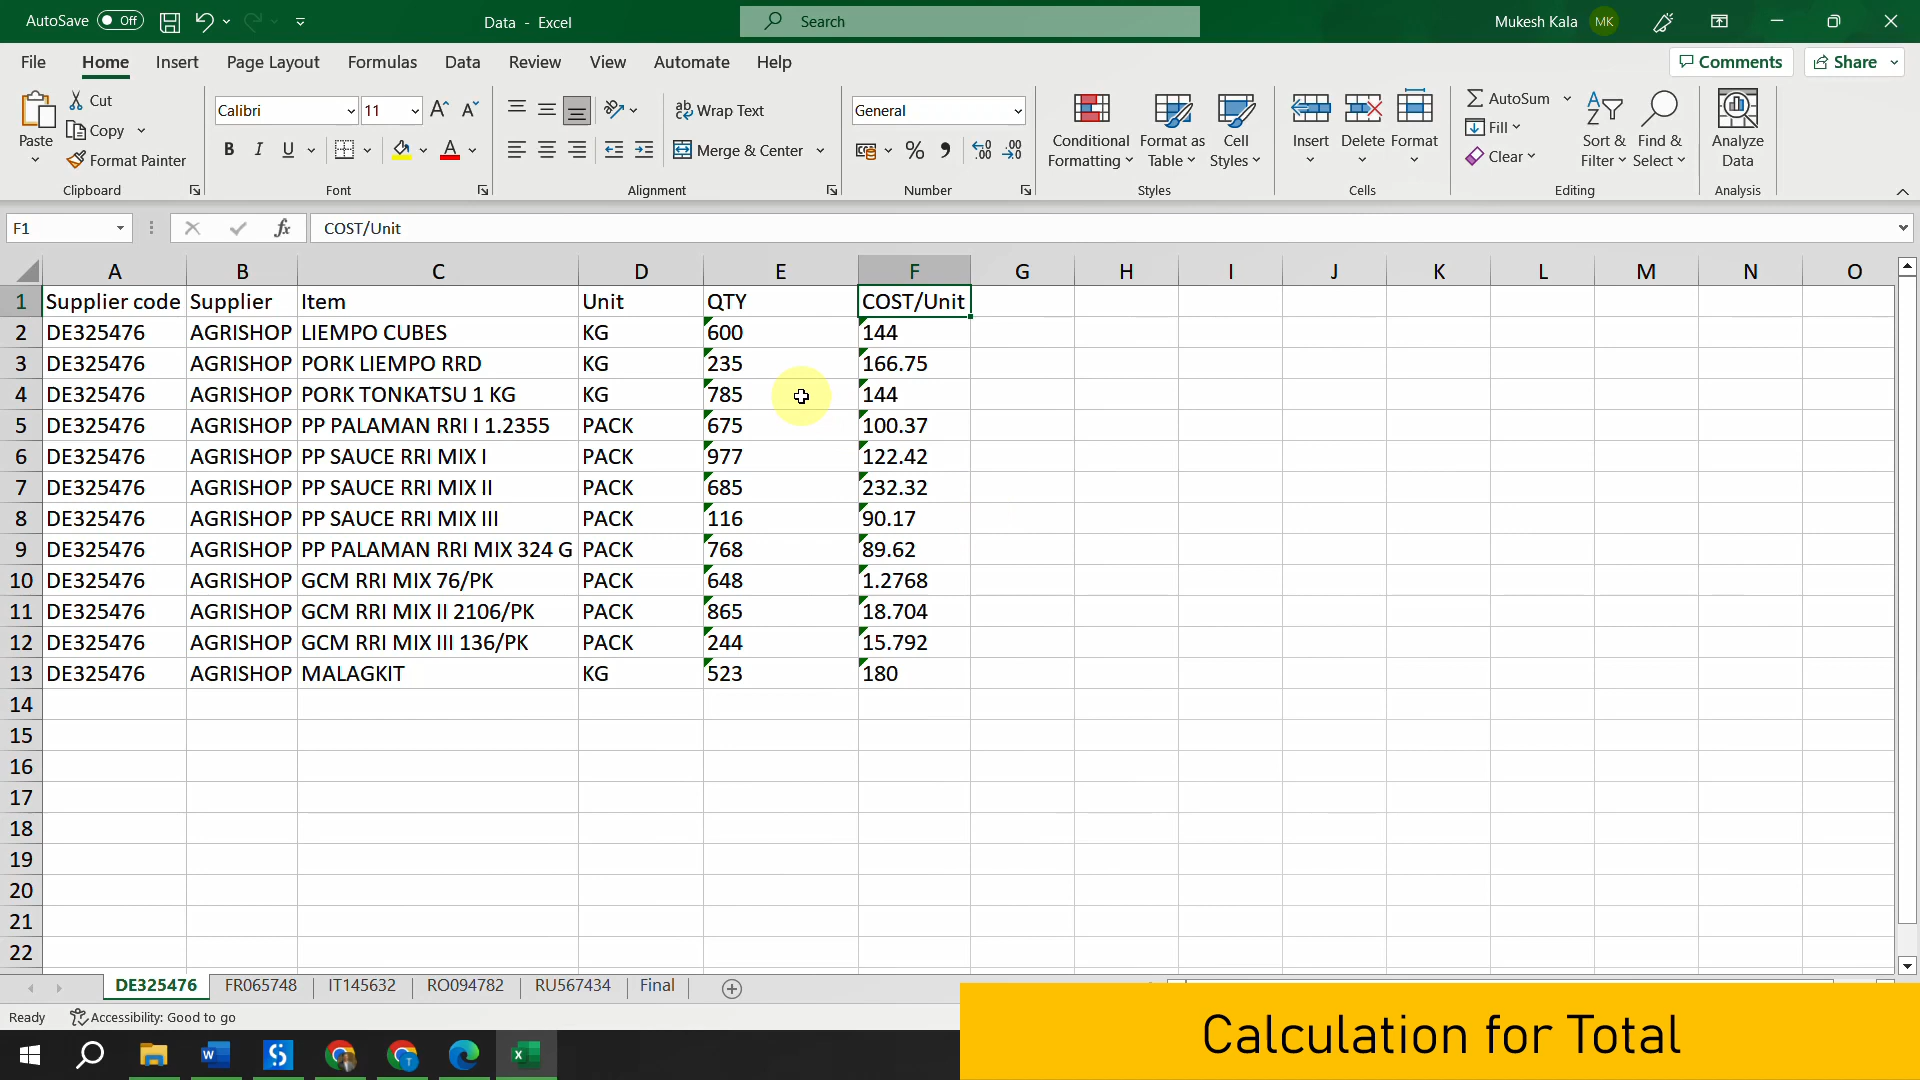 AutoSave Off
Data - Excel
Search
Mukesh Kala MK
File Home Insert Page Layout Formulas Data Review View Automate Help
Comments Share
Paste
Cut
Copy
Format Painter
Clipboard
Calibri 11
B I U
Font
Wrap Text
Merge & Center
Alignment
General
Number
Conditional Formatting
Format as Table
Cell Styles
Styles
Insert Delete Format
Cells
AutoSum
Fill
Clear
Sort & Filter
Find & Select
Editing
Analyze Data
Analysis
F1 fx COST/Unit
A B C D E F G H I J K L M N O
1 Supplier code Supplier Item Unit QTY COST/Unit
2 DE325476 AGRISHOP LIEMPO CUBES KG 600 144
3 DE325476 AGRISHOP PORK LIEMPO RRD KG 235 166.75
4 DE325476 AGRISHOP PORK TONKATSU 1 KG KG 785 144
5 DE325476 AGRISHOP PP PALAMAN RRI I 1.2355 PACK 675 100.37
6 DE325476 AGRISHOP PP SAUCE RRI MIX I PACK 977 122.42
7 DE325476 AGRISHOP PP SAUCE RRI MIX II PACK 685 232.32
8 DE325476 AGRISHOP PP SAUCE RRI MIX III PACK 116 90.17
9 DE325476 AGRISHOP PP PALAMAN RRI MIX 324 G PACK 768 89.62
10 DE325476 AGRISHOP GCM RRI MIX 76/PK PACK 648 1.2768
11 DE325476 AGRISHOP GCM RRI MIX II 2106/PK PACK 865 18.704
12 DE325476 AGRISHOP GCM RRI MIX III 136/PK PACK 244 15.792
13 DE325476 AGRISHOP MALAGKIT KG 523 180
14
15
16
17
18
19
20
21
22
DE325476 FR065748 IT145632 RO094782 RU567434 Final
Ready Accessibility: Good to go
Calculation for Total